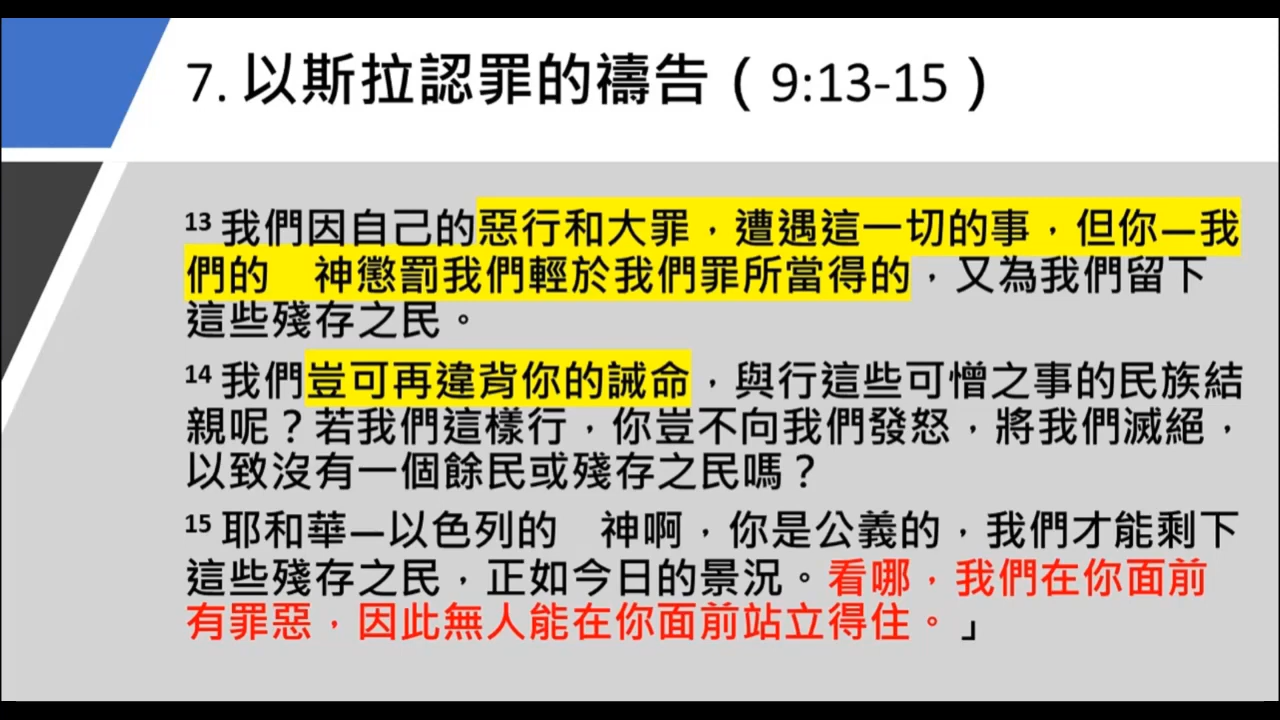 7. 以斯拉認罪的禱告（9:13-15）
13 我們因自己的惡行和大罪，遭遇這一切的事，但你—我
們的　神懲罰我們輕於我們罪所當得的，又為我們留下
這些殘存之民。
14 我們豈可再違背你的誡命，與行這些可憎之事的民族結
親呢？若我們這樣行，你豈不向我們發怒，將我們滅絕，
以致沒有一個餘民或殘存之民嗎？
15 耶和華—以色列的　神啊，你是公義的，我們才能剩下
這些殘存之民，正如今日的景況。看哪，我們在你面前
有罪惡，因此無人能在你面前站立得住。」